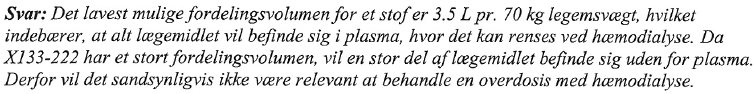 Svar: Det lavest mulige fordelingsvolumen for et stof er 3.5 L pr. 70 kg legemsvægt, hvilket
indebærer, at alt lægemidlet vil befinde sig i plasma, hvor det kan renses ved hæmodialyse. Da
X133-222 har et stort fordelingsvolumen, vil en stor del af lægemidlet befinde sig uden for plasma.
Derfor vil det sandsynligvis ikke være relevant at behandle en overdosis med hæmodialyse.